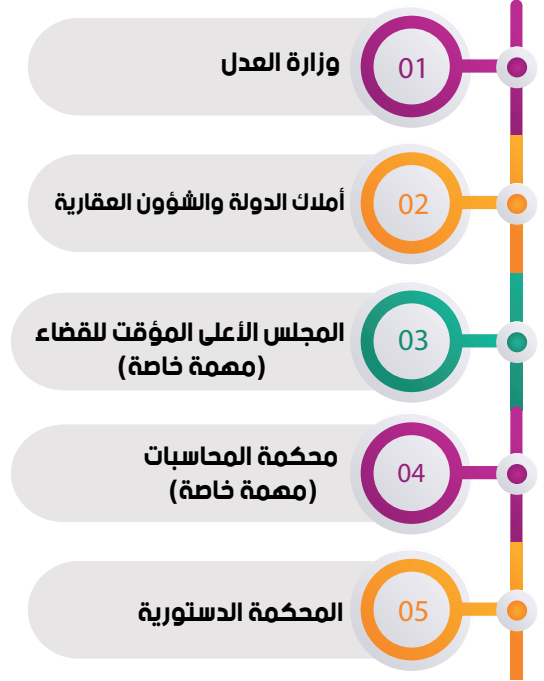 01
وزارة العدل
02
أملاك الدولة والشؤون العقارية
03
المجلس الأعلى المؤقت للقضاء
(مهمة خاصة)
04
محكمة المحاسبات
(مهمة خاصة)
05
المحكمة الدستورية